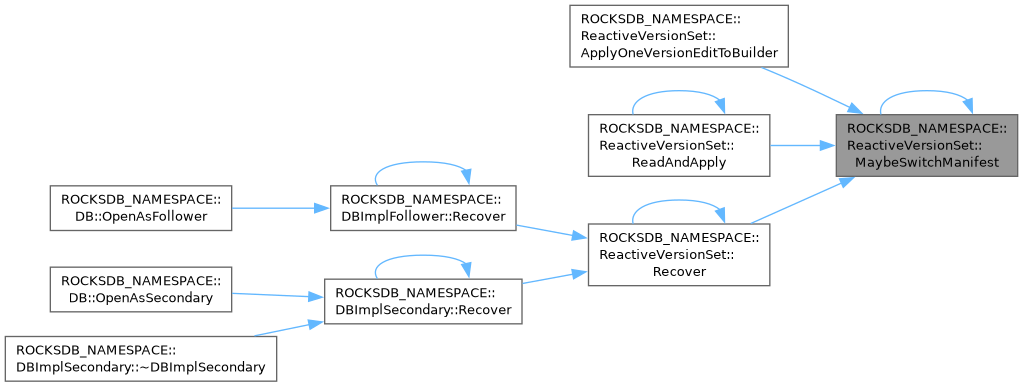 ROCKSDB_NAMESPACE::
ReactiveVersionSet::
ApplyOneVersionEditToBuilder
ROCKSDB_NAMESPACE::
ReactiveVersionSet::
MaybeSwitchManifest
ROCKSDB_NAMESPACE::
ReactiveVersionSet::
ReadAndApply
ROCKSDB_NAMESPACE::
DB::OpenAsFollower
ROCKSDB_NAMESPACE::
DBImplFollower::Recover
ROCKSDB_NAMESPACE::
ReactiveVersionSet::
Recover
ROCKSDB_NAMESPACE::
DB::OpenAsSecondary
ROCKSDB_NAMESPACE::
DBImplSecondary::Recover
ROCKSDB_NAMESPACE::
DBImplSecondary::~DBImplSecondary